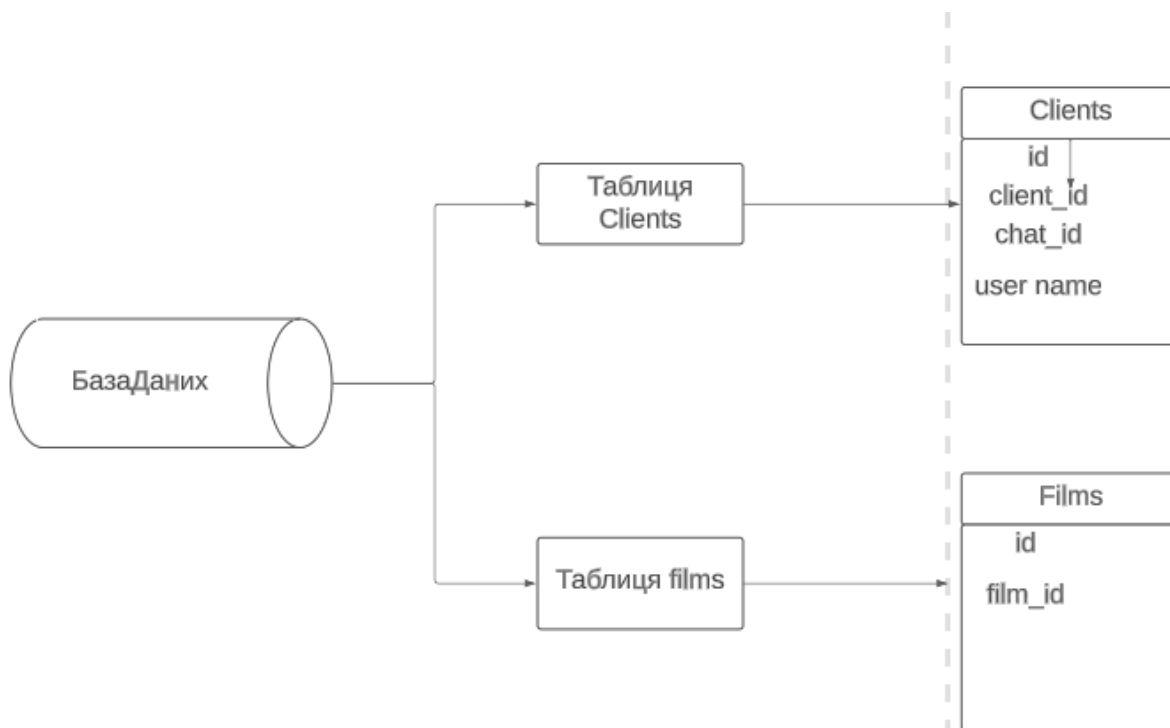 БазаДаних
Таблиця
Clients
Таблиця films
Clients
id
client_id
chat_id
user name
Films
id
film_id